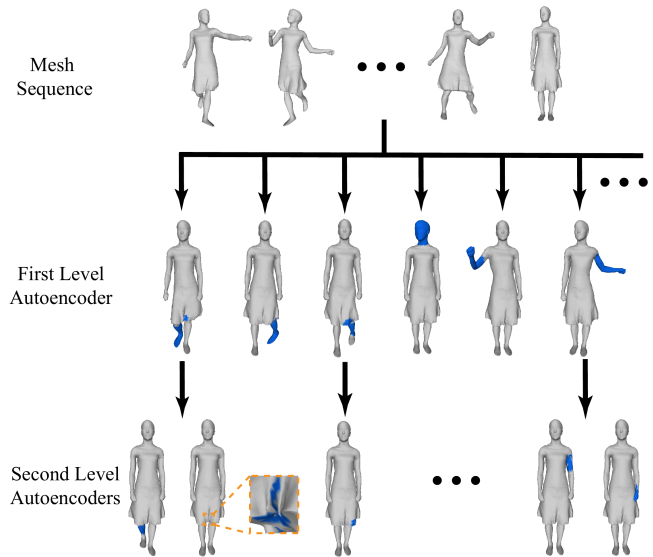 Mesh
Sequence
First Level
Autoencoder
Second Level
Autoencoders